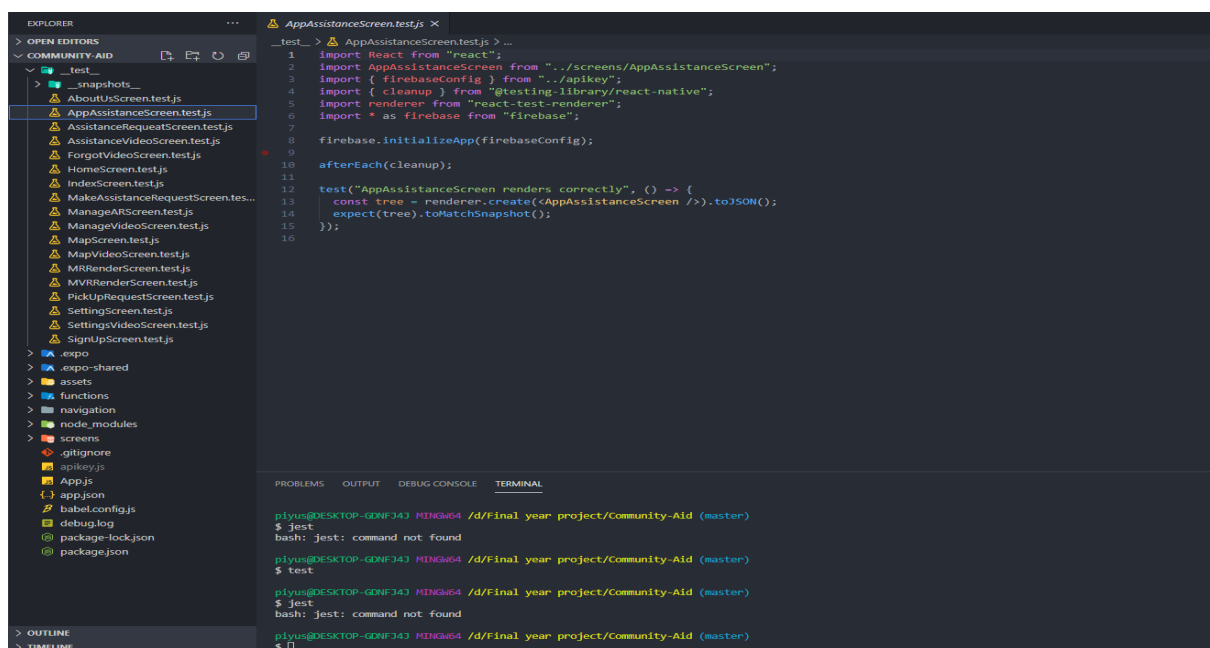 EXPLORER ...
OPEN EDITORS
COMMUNITY-AID
__test__
__snapshots__
AboutUsScreen.test.js
AppAssistanceScreen.test.js
AssistanceRequeatScreen.test.js
AssistanceVideoScreen.test.js
ForgotVideoScreen.test.js
HomeScreen.test.js
IndexScreen.test.js
MakeAssistanceRequestScreen.tes...
ManageARScreen.test.js
ManageVideoScreen.test.js
MapScreen.test.js
MapVideoScreen.test.js
MRRenderScreen.test.js
MVRRenderScreen.test.js
PickUpRequestScreen.test.js
SettingScreen.test.js
SettingsVideoScreen.test.js
SignUpScreen.test.js
.expo
.expo-shared
assets
functions
navigation
node_modules
screens
.gitignore
apikey.js
App.js
app.json
babel.config.js
debug.log
package-lock.json
package.json
OUTLINE
TIMELINE
AppAssistanceScreen.test.js
__test__ > AppAssistanceScreen.test.js > ...
1 import React from "react";
2 import AppAssistanceScreen from "../screens/AppAssistanceScreen";
3 import { firebaseConfig } from "../apikey";
4 import { cleanup } from "@testing-library/react-native";
5 import renderer from "react-test-renderer";
6 import * as firebase from "firebase";
7
8 firebase.initializeApp(firebaseConfig);
9
10 afterEach(cleanup);
11
12 test("AppAssistanceScreen renders correctly", () => {
13 const tree = renderer.create(<AppAssistanceScreen />).toJSON();
14 expect(tree).toMatchSnapshot();
15 });
16
PROBLEMS OUTPUT DEBUG CONSOLE TERMINAL
piyus@DESKTOP-GDNFJ4J MINGW64 /d/Final year project/Community-Aid (master)
$ jest
bash: jest: command not found
piyus@DESKTOP-GDNFJ4J MINGW64 /d/Final year project/Community-Aid (master)
$ test
piyus@DESKTOP-GDNFJ4J MINGW64 /d/Final year project/Community-Aid (master)
$ jest
bash: jest: command not found
piyus@DESKTOP-GDNFJ4J MINGW64 /d/Final year project/Community-Aid (master)
$